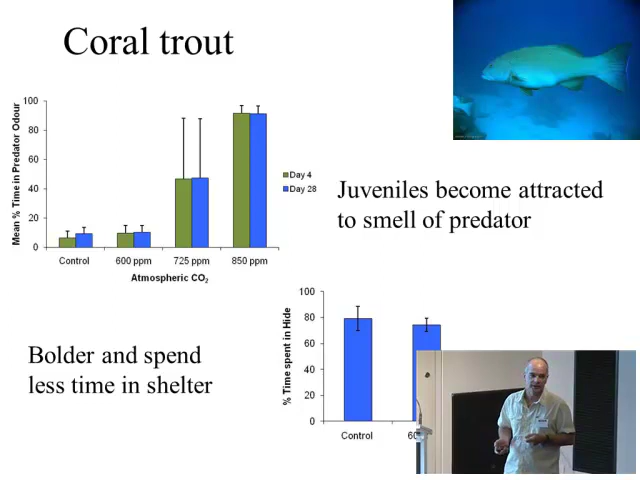 Coral trout
Mean % Time in Predator Odour
100
80
60
40
20
0
Control
600 ppm
725 ppm
850 ppm
Atmospheric CO2
Day 4
Day 28
Juveniles become attracted
to smell of predator
Bolder and spend
less time in shelter
% Time spent in Hide
100
80
60
40
20
0
Control
60